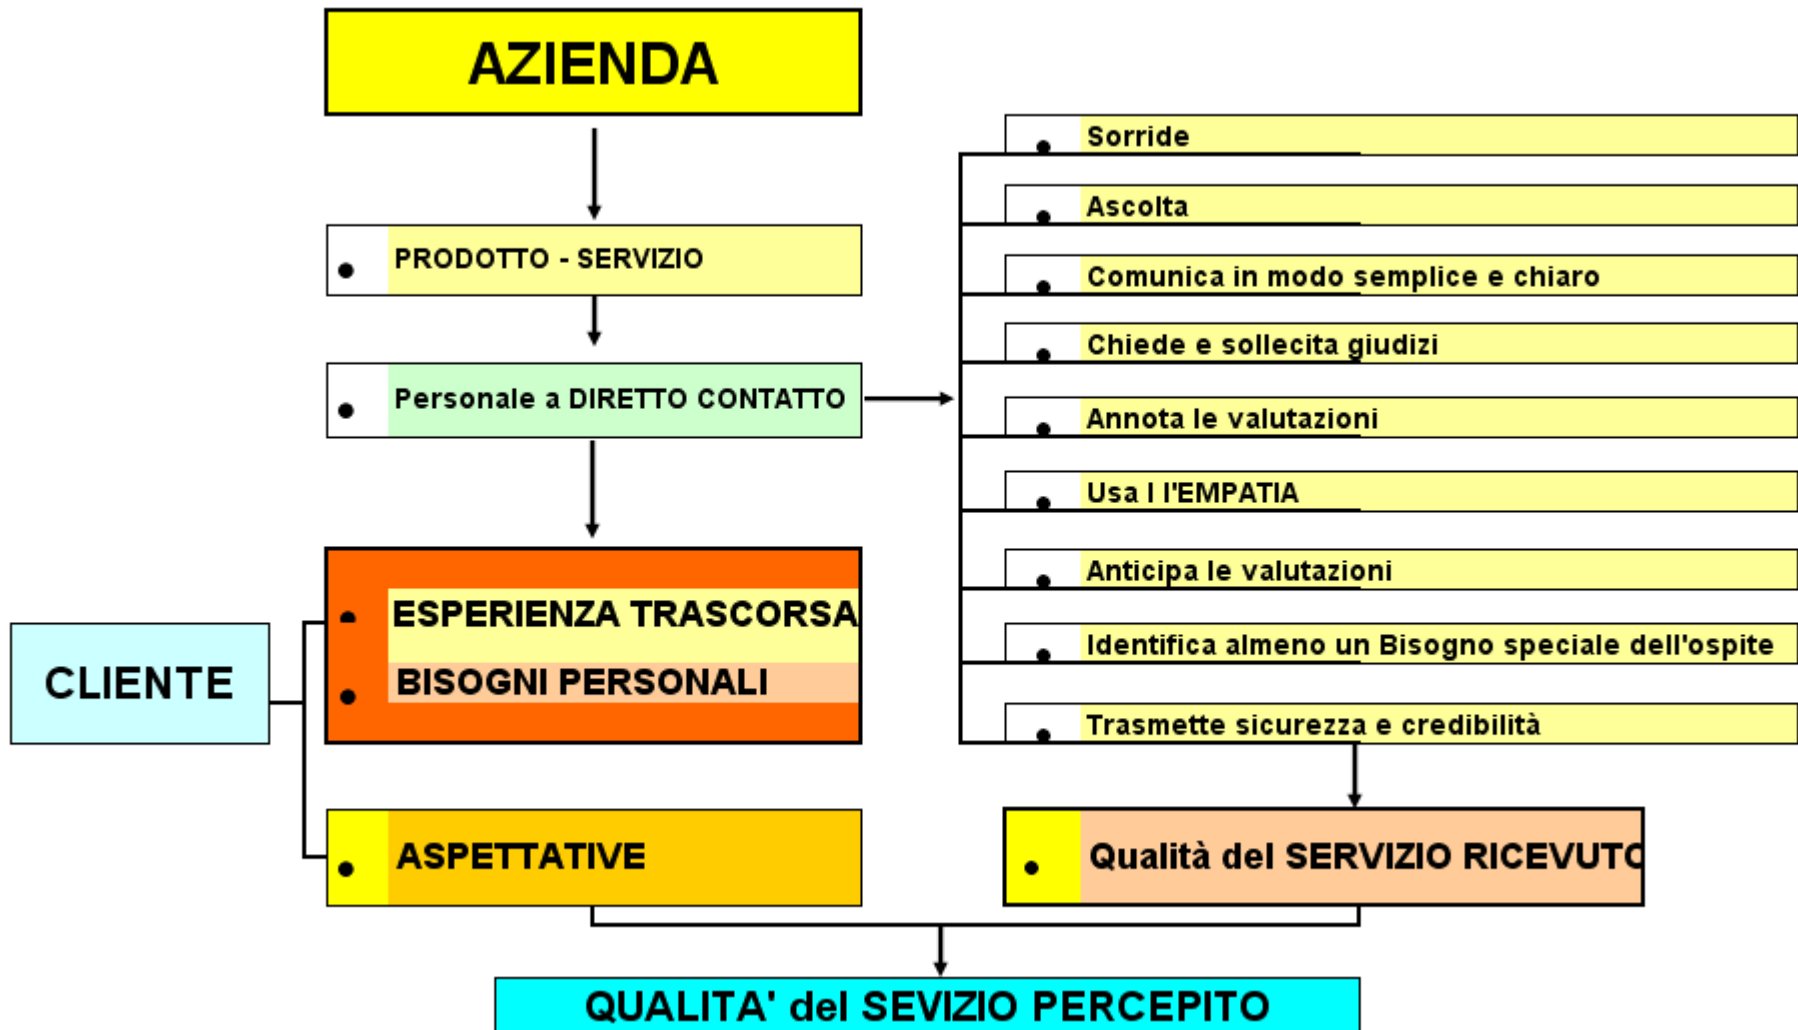 AZIENDA
PRODOTTO - SERVIZIO
Personale a DIRETTO CONTATTO
Sorride
Ascolta
Comunica in modo semplice e chiaro
Chiede e sollecita giudizi
Annota le valutazioni
Usa l l'EMPATIA
Anticipa le valutazioni
Identifica almeno un Bisogno speciale dell'ospite
Trasmette sicurezza e credibilità
CLIENTE
ESPERIENZA TRASCORSA
BISOGNI PERSONALI
ASPETTATIVE
Qualità del SERVIZIO RICEVUTO
QUALITA' del SEVIZIO PERCEPITO